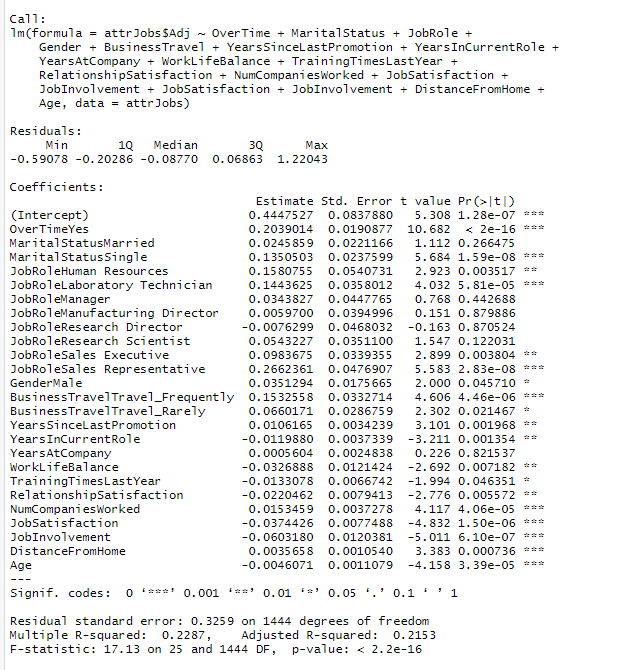 Call:
lm(formula = attrJobs$Adj ~ OverTime + MaritalStatus + JobRole +
    Gender + BusinessTravel + YearsSinceLastPromotion + YearsInCurrentRole +
    YearsAtCompany + WorkLifeBalance + TrainingTimesLastYear +
    RelationshipSatisfaction + NumCompaniesWorked + JobSatisfaction +
    JobInvolvement + JobSatisfaction + JobInvolvement + DistanceFromHome +
    Age, data = attrJobs)
Residuals:
     Min       1Q   Median       3Q      Max
-0.59078 -0.20286 -0.08770  0.06863  1.22043
Coefficients:
                                  Estimate Std. Error t value Pr(>|t|)
(Intercept)                      0.4447527  0.0837880   5.308 1.28e-07 ***
OverTimeYes                      0.2039014  0.0190877  10.682  < 2e-16 ***
MaritalStatusMarried             0.0245859  0.0221166   1.112 0.266475
MaritalStatusSingle              0.1350503  0.0237599   5.684 1.59e-08 ***
JobRoleHuman Resources           0.1580755  0.0540731   2.923 0.003517 **
JobRoleLaboratory Technician     0.1443625  0.0358012   4.032 5.81e-05 ***
JobRoleManager                   0.0343827  0.0447765   0.768 0.442688
JobRoleManufacturing Director    0.0059700  0.0394996   0.151 0.879886
JobRoleResearch Director        -0.0076299  0.0468032  -0.163 0.870524
JobRoleResearch Scientist        0.0543227  0.0351100   1.547 0.122031
JobRoleSales Executive           0.0983675  0.0339355   2.899 0.003804 **
JobRoleSales Representative      0.2662361  0.0476907   5.583 2.83e-08 ***
GenderMale                       0.0351294  0.0175665   2.000 0.045710 *
BusinessTravelTravel_Frequently  0.1532558  0.0332714   4.606 4.46e-06 ***
BusinessTravelTravel_Rarely      0.0660171  0.0286759   2.302 0.021467 *
YearsSinceLastPromotion          0.0106165  0.0034239   3.101 0.001968 **
YearsInCurrentRole              -0.0119880  0.0037339  -3.211 0.001354 **
YearsAtCompany                   0.0005604  0.0024838   0.226 0.821537
WorkLifeBalance                 -0.0326888  0.0121424  -2.692 0.007182 **
TrainingTimesLastYear           -0.0133078  0.0066742  -1.994 0.046351 *
RelationshipSatisfaction        -0.0220462  0.0079413  -2.776 0.005572 **
NumCompaniesWorked               0.0153459  0.0037278   4.117 4.06e-05 ***
JobSatisfaction                 -0.0374426  0.0077488  -4.832 1.50e-06 ***
JobInvolvement                  -0.0603180  0.0120381  -5.011 6.10e-07 ***
DistanceFromHome                 0.0035658  0.0010540   3.383 0.000736 ***
Age                             -0.0046071  0.0011079  -4.158 3.39e-05 ***
---
Signif. codes:  0 ‘***’ 0.001 ‘**’ 0.01 ‘*’ 0.05 ‘.’ 0.1 ‘ ’ 1
Residual standard error: 0.3259 on 1444 degrees of freedom
Multiple R-squared:  0.2287,    Adjusted R-squared:  0.2153
F-statistic: 17.13 on 25 and 1444 DF,  p-value: < 2.2e-16